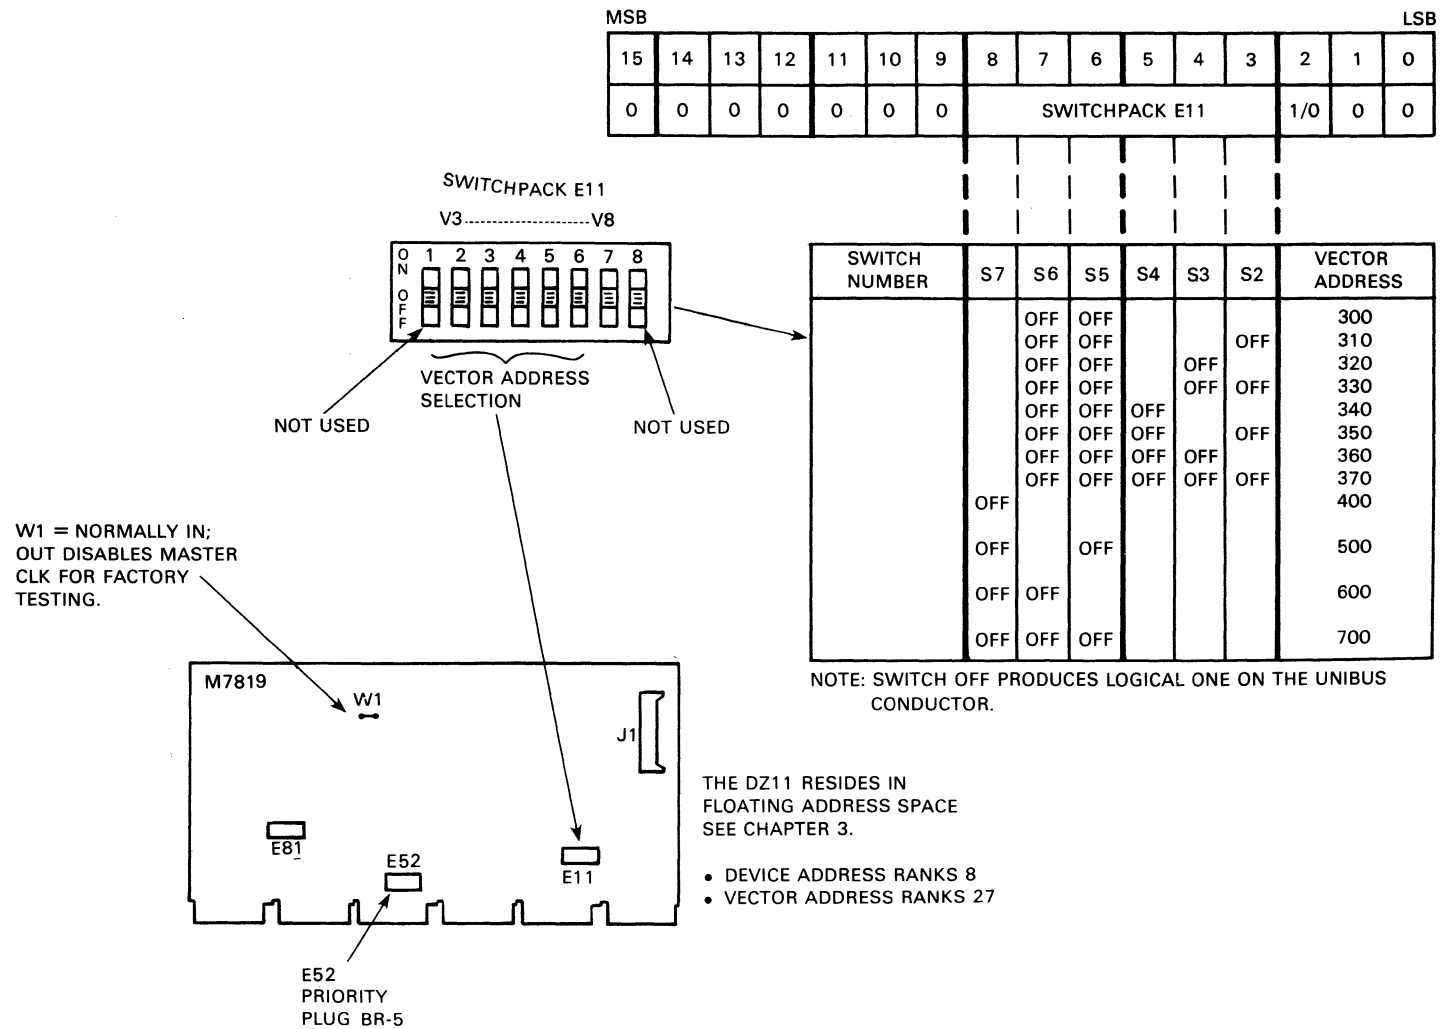 MSB LSB
15 14 13 12 11 10 9 8 7 6 5 4 3 2 1 0
0 0 0 0 0 0 0 SWITCHPACK E11 1/0 0 0
SWITCHPACK E11
V3---------------------V8
ON OFF
1 2 3 4 5 6 7 8
NOT USED
VECTOR ADDRESS
SELECTION
NOT USED
SWITCH
NUMBER
S7 S6 S5 S4 S3 S2
VECTOR
ADDRESS
OFF OFF 300
OFF OFF OFF 310
OFF OFF OFF 320
OFF OFF OFF OFF 330
OFF OFF OFF 340
OFF OFF OFF OFF 350
OFF OFF OFF OFF 360
OFF OFF OFF OFF OFF 370
OFF 400
OFF OFF 500
OFF OFF 600
OFF OFF OFF 700
NOTE: SWITCH OFF PRODUCES LOGICAL ONE ON THE UNIBUS
CONDUCTOR.
W1 = NORMALLY IN;
OUT DISABLES MASTER
CLK FOR FACTORY
TESTING.
M7819
W1
J1
E81
E52
E11
THE DZ11 RESIDES IN
FLOATING ADDRESS SPACE
SEE CHAPTER 3.
• DEVICE ADDRESS RANKS 8
• VECTOR ADDRESS RANKS 27
E52
PRIORITY
PLUG BR-5